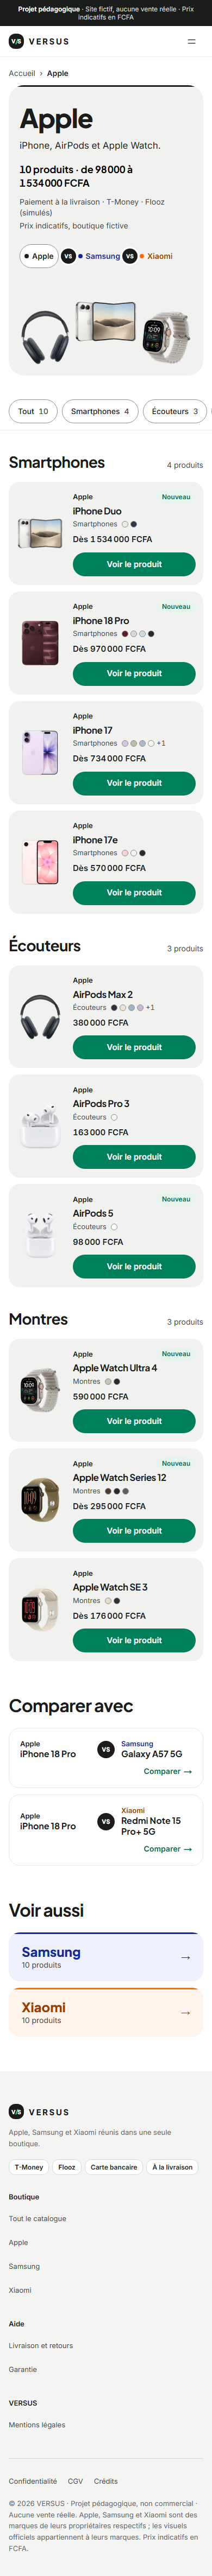 Projet pédagogique · Site fictif, aucune vente réelle · Prix
indicatifs en FCFA
VS VERSUS
Accueil › Apple
Apple
iPhone, AirPods et Apple Watch.
10 produits · de 98 000 à
1 534 000 FCFA
Paiement à la livraison · T-Money · Flooz
(simulés)
Prix indicatifs, boutique fictive
Apple VS Samsung VS Xiaomi
Tout 10 Smartphones 4 Écouteurs 3
Smartphones 4 produits
Apple Nouveau
iPhone Duo
Smartphones
Dès 1 534 000 FCFA
Voir le produit
Apple Nouveau
iPhone 18 Pro
Smartphones
Dès 970 000 FCFA
Voir le produit
Apple
iPhone 17
Smartphones +1
Dès 734 000 FCFA
Voir le produit
Apple
iPhone 17e
Smartphones
Dès 570 000 FCFA
Voir le produit
Écouteurs 3 produits
Apple
AirPods Max 2
Écouteurs +1
380 000 FCFA
Voir le produit
Apple
AirPods Pro 3
Écouteurs
163 000 FCFA
Voir le produit
Apple Nouveau
AirPods 5
Écouteurs
98 000 FCFA
Voir le produit
Montres 3 produits
Apple Nouveau
Apple Watch Ultra 4
Montres
590 000 FCFA
Voir le produit
Apple Nouveau
Apple Watch Series 12
Montres
Dès 295 000 FCFA
Voir le produit
Apple
Apple Watch SE 3
Montres
Dès 176 000 FCFA
Voir le produit
Comparer avec
Apple
iPhone 18 Pro
VS
Samsung
Galaxy A57 5G
Comparer →
Apple
iPhone 18 Pro
VS
Xiaomi
Redmi Note 15
Pro+ 5G
Comparer →
Voir aussi
Samsung
10 produits
→
Xiaomi
10 produits
→
VS VERSUS
Apple, Samsung et Xiaomi réunis dans une seule
boutique.
T-Money Flooz Carte bancaire À la livraison
Boutique
Tout le catalogue
Apple
Samsung
Xiaomi
Aide
Livraison et retours
Garantie
VERSUS
Mentions légales
Confidentialité CGV Crédits
© 2026 VERSUS · Projet pédagogique, non commercial ·
Aucune vente réelle. Apple, Samsung et Xiaomi sont des
marques de leurs propriétaires respectifs ; les visuels
officiels appartiennent à leurs marques. Prix indicatifs en
FCFA.